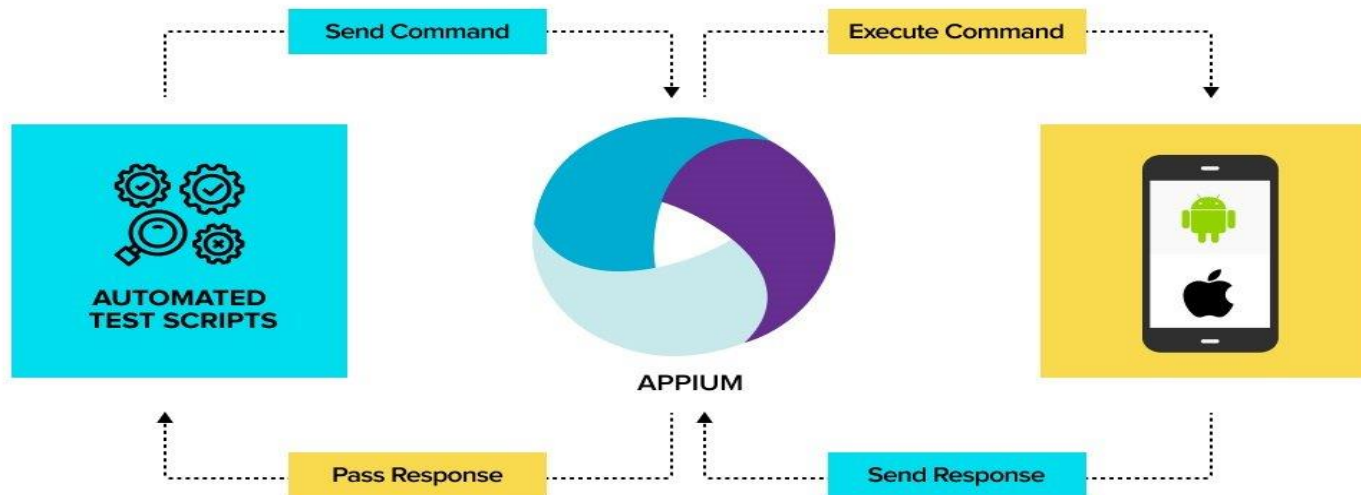 Send Command
Execute Command
AUTOMATED
TEST SCRIPTS
APPIUM
Pass Response
Send Response